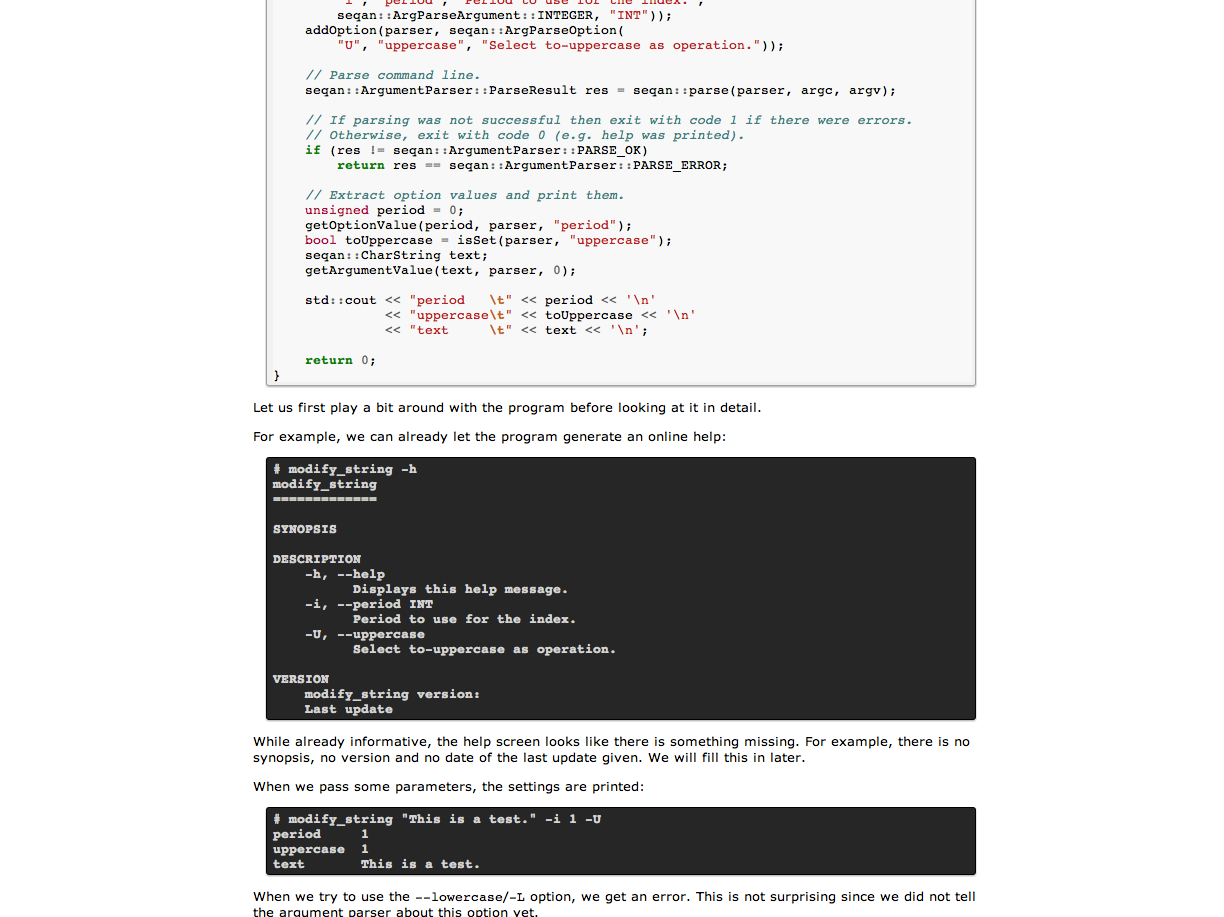 "i", "period", "Period to use for the index.",
seqan::ArgParseArgument::INTEGER, "INT"));
addOption(parser, seqan::ArgParseOption(
"U", "uppercase", "Select to-uppercase as operation."));
// Parse command line.
seqan::ArgumentParser::ParseResult res = seqan::parse(parser, argc, argv);
// If parsing was not successful then exit with code 1 if there were errors.
// Otherwise, exit with code 0 (e.g. help was printed).
if (res != seqan::ArgumentParser::PARSE_OK)
return res == seqan::ArgumentParser::PARSE_ERROR;
// Extract option values and print them.
unsigned period = 0;
getOptionValue(period, parser, "period");
bool toUppercase = isSet(parser, "uppercase");
seqan::CharString text;
getArgumentValue(text, parser, 0);
std::cout << "period   \t" << period << '\n'
<< "uppercase\t" << toUppercase << '\n'
<< "text     \t" << text << '\n';
return 0;
}
Let us first play a bit around with the program before looking at it in detail.
For example, we can already let the program generate an online help:
# modify_string -h
modify_string
=============
SYNOPSIS
DESCRIPTION
-h, --help
Displays this help message.
-i, --period INT
Period to use for the index.
-U, --uppercase
Select to-uppercase as operation.
VERSION
modify_string version:
Last update
While already informative, the help screen looks like there is something missing. For example, there is no
synopsis, no version and no date of the last update given. We will fill this in later.
When we pass some parameters, the settings are printed:
# modify_string "This is a test." -i 1 -U
period     1
uppercase  1
text       This is a test.
When we try to use the --lowercase/-L option, we get an error. This is not surprising since we did not tell
the argument parser about this option yet.